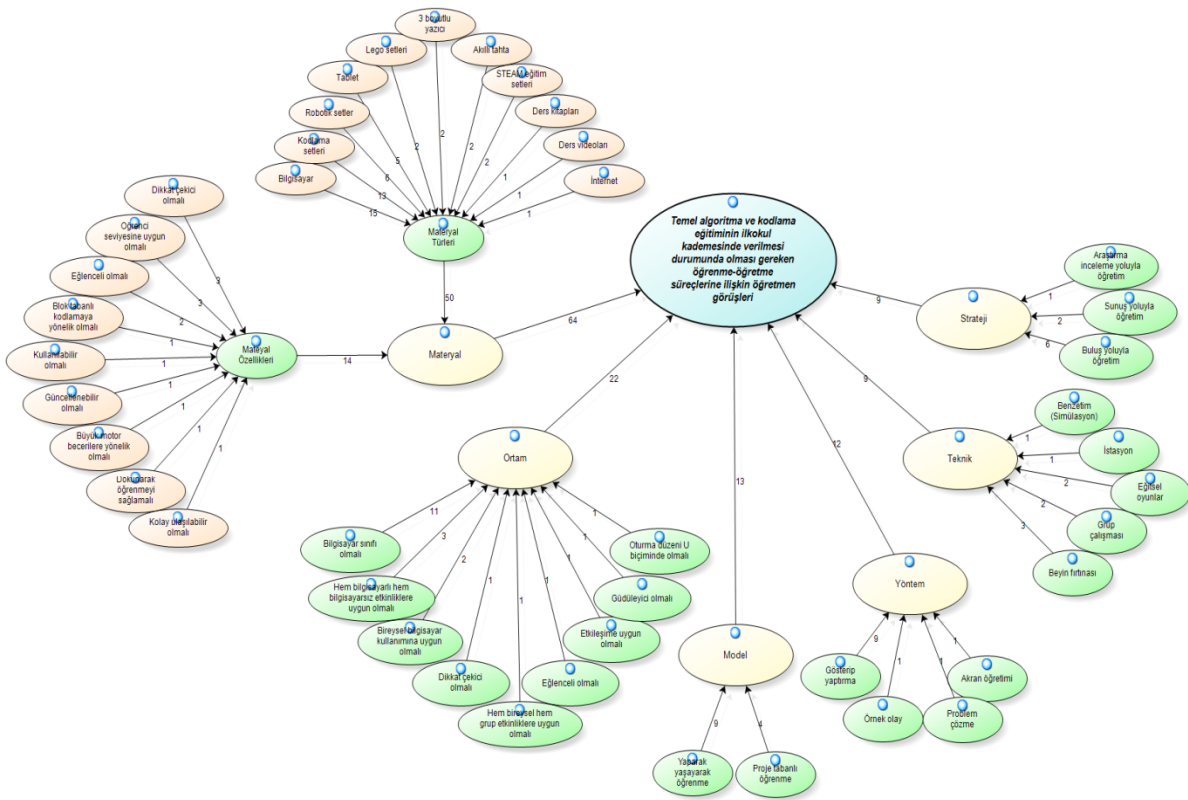 3 boyutlu
yazıcı
Lego setleri
Akıllı tahta
Tablet
STEAM eğitim
setleri
Robotik setler
Ders kitapları
Kodlama
setleri
Ders videoları
Bilgisayar
İnternet
2
2
2
2
5
1
6
1
13
1
15
Materyal
Türleri
50
Dikkat çekici
olmalı
Öğrenci
seviyesine uygun
olmalı
Eğlenceli olmalı
Blok tabanlı
kodlamaya
yönelik olmalı
Kullanılabilir
olmalı
Güncellenebilir
olmalı
Büyük motor
becerilere yönelik
olmalı
Dokunarak
öğrenmeyi
sağlamalı
Kolay ulaşılabilir
olmalı
3
3
2
1
1
1
1
1
1
Mateyal
Özellikleri
14
Materyal
64
Temel algoritma ve kodlama
eğitiminin ilkokul
kademesinde verilmesi
durumunda olması gereken
öğrenme-öğretme
süreçlerine ilişkin öğretmen
görüşleri
22
Ortam
11
3
2
1
1
1
1
1
1
Bilgisayar sınıfı
olmalı
Hem bilgisayarlı hem
bilgisayarsız etkinliklere
uygun olmalı
Bireysel bilgisayar
kullanımına uygun
olmalı
Dikkat çekici
olmalı
Hem bireysel hem
grup etkinliklere uygun
olmalı
Eğlenceli olmalı
Etkileşime uygun
olmalı
Güdüleyici olmalı
Oturma düzeni U
biçiminde olmalı
13
Model
9
4
Yaparak
yaşayarak
öğrenme
Proje tabanlı
öğrenme
12
Yöntem
9
1
1
1
Gösterip
yaptırma
Örnek olay
Problem
çözme
Akran öğretimi
9
Teknik
1
1
2
2
3
Benzetim
(Simülasyon)
İstasyon
Eğitsel
oyunlar
Grup
çalışması
Beyin fırtınası
9
Strateji
1
2
6
Araştırma
inceleme yoluyla
öğretim
Sunuş yoluyla
öğretim
Buluş yoluyla
öğretim